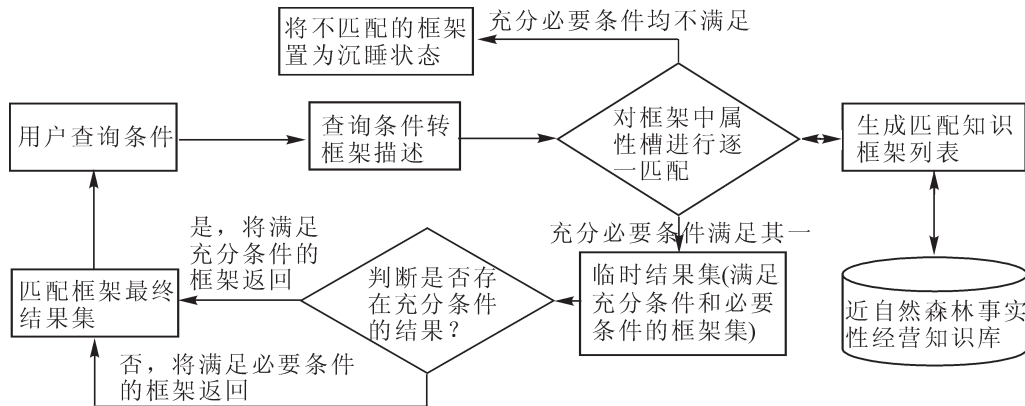 将不匹配的框架
置为沉睡状态
充分必要条件均不满足
用户查询条件
查询条件转
框架描述
对框架中属
性槽进行逐
一匹配
生成匹配知识
框架列表
充分必要条件满足其一
是，将满足
充分条件的
框架返回
匹配框架最终
结果集
判断是否存
在充分条件
的结果？
临时结果集(满足
充分条件和必要
条件的框架集)
近自然森林事实
性经营知识库
否，将满足必要条件
的框架返回